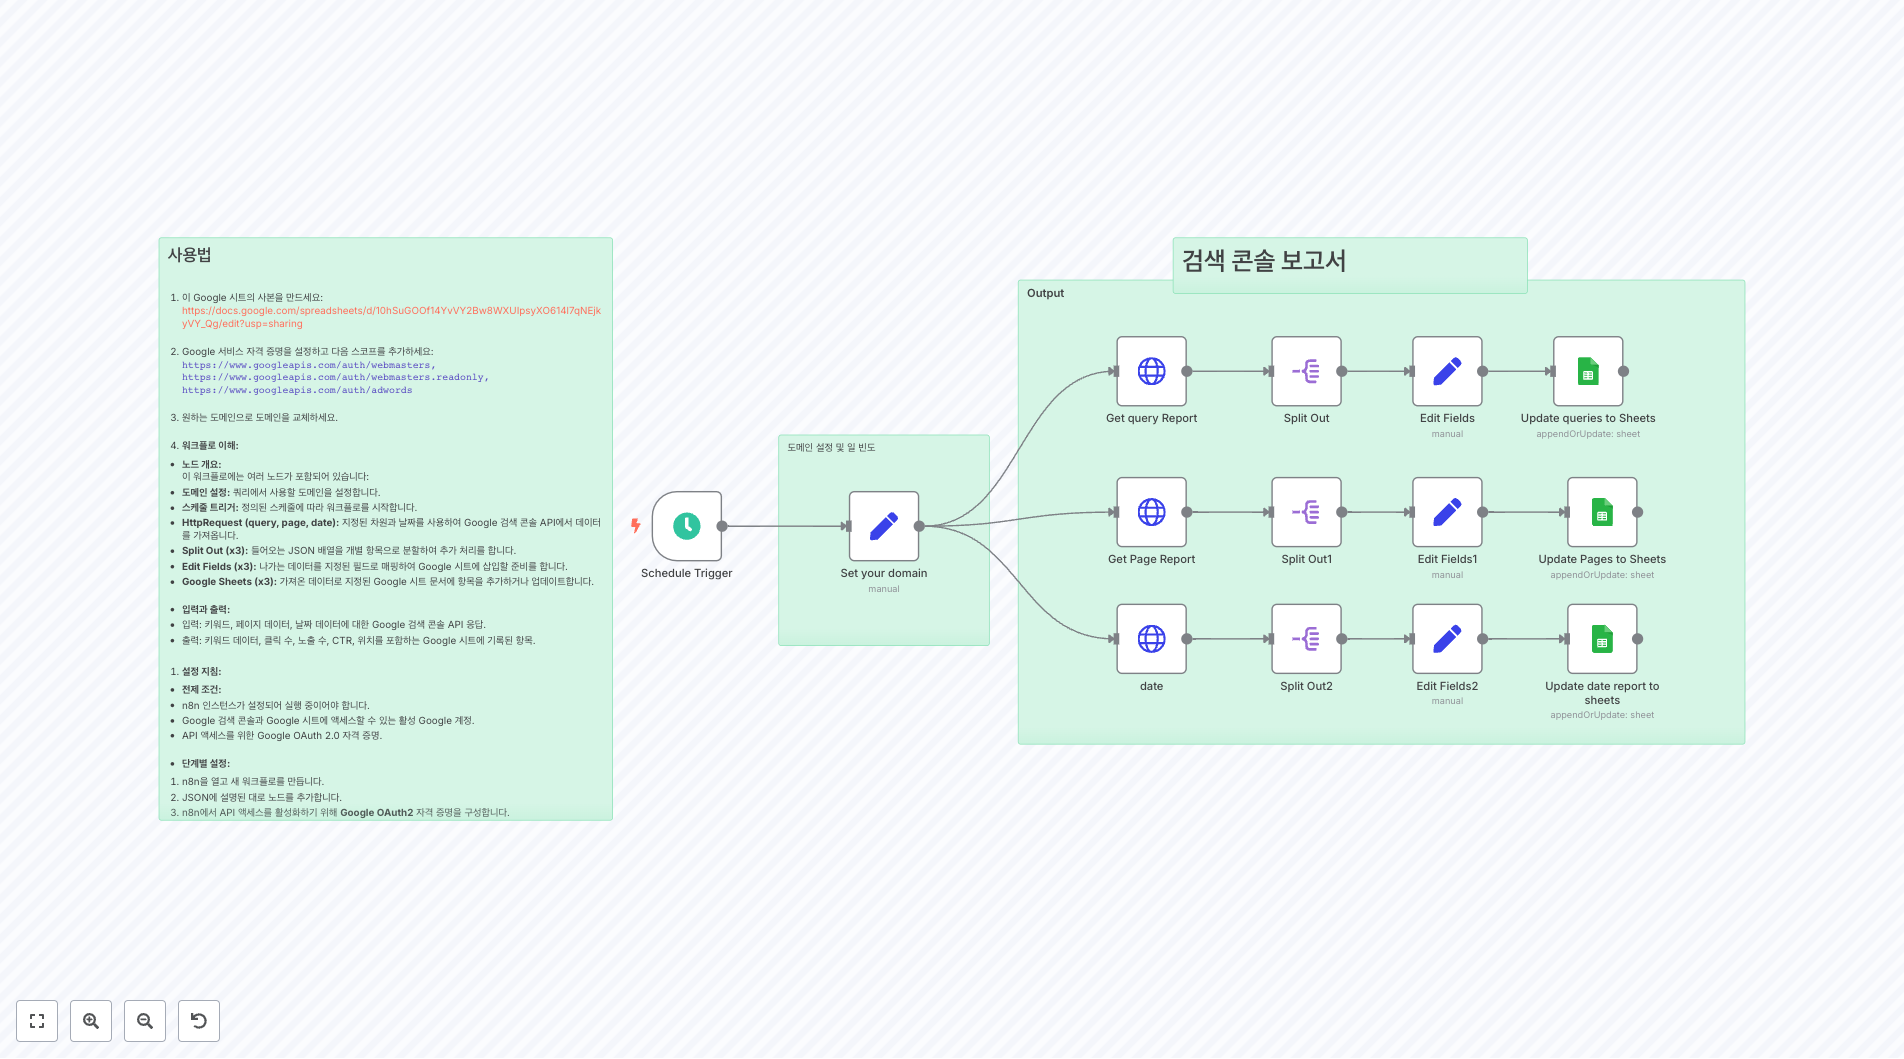 사용법
1. 이 Google 시트의 사본을 만드세요:
https://docs.google.com/spreadsheets/d/10hSuGOOf14YvVY2Bw8WXUIpsyXO614l7qNEjk
yVY_Qg/edit?usp=sharing
2. Google 서비스 자격 증명을 설정하고 다음 스코프를 추가하세요:
https://www.googleapis.com/auth/webmasters,
https://www.googleapis.com/auth/webmasters.readonly,
https://www.googleapis.com/auth/adwords
3. 원하는 도메인으로 도메인을 교체하세요.
4. 워크플로 이해:
• 노드 개요:
이 워크플로에는 여러 노드가 포함되어 있습니다:
• 도메인 설정: 쿼리에서 사용할 도메인을 설정합니다.
• 스케줄 트리거: 정의된 스케줄에 따라 워크플로를 시작합니다.
• HttpRequest (query, page, date): 지정된 차원과 날짜를 사용하여 Google 검색 콘솔 API에서 데이터
를 가져옵니다.
• Split Out (x3): 들어오는 JSON 배열을 개별 항목으로 분할하여 추가 처리를 합니다.
• Edit Fields (x3): 나가는 데이터를 지정된 필드로 매핑하여 Google 시트에 삽입할 준비를 합니다.
• Google Sheets (x3): 가져온 데이터로 지정된 Google 시트 문서에 항목을 추가하거나 업데이트합니다.
• 입력과 출력:
• 입력: 키워드, 페이지 데이터, 날짜 데이터에 대한 Google 검색 콘솔 API 응답.
• 출력: 키워드 데이터, 클릭 수, 노출 수, CTR, 위치를 포함하는 Google 시트에 기록된 항목.
1. 설정 지침:
• 전제 조건:
• n8n 인스턴스가 설정되어 실행 중이어야 합니다.
• Google 검색 콘솔과 Google 시트에 액세스할 수 있는 활성 Google 계정.
• API 액세스를 위한 Google OAuth 2.0 자격 증명.
• 단계별 설정:
1. n8n을 열고 새 워크플로를 만듭니다.
2. JSON에 설명된 대로 노드를 추가합니다.
3. n8n에서 API 액세스를 활성화하기 위해 Google OAuth2 자격 증명을 구성합니다.
Schedule Trigger
도메인 설정 및 일 빈도
Set your domain
manual
검색 콘솔 보고서
Output
Get query Report
Split Out
Edit Fields
manual
Update queries to Sheets
appendOrUpdate: sheet
Get Page Report
Split Out1
Edit Fields1
manual
Update Pages to Sheets
appendOrUpdate: sheet
date
Split Out2
Edit Fields2
manual
Update date report to
sheets
appendOrUpdate: sheet